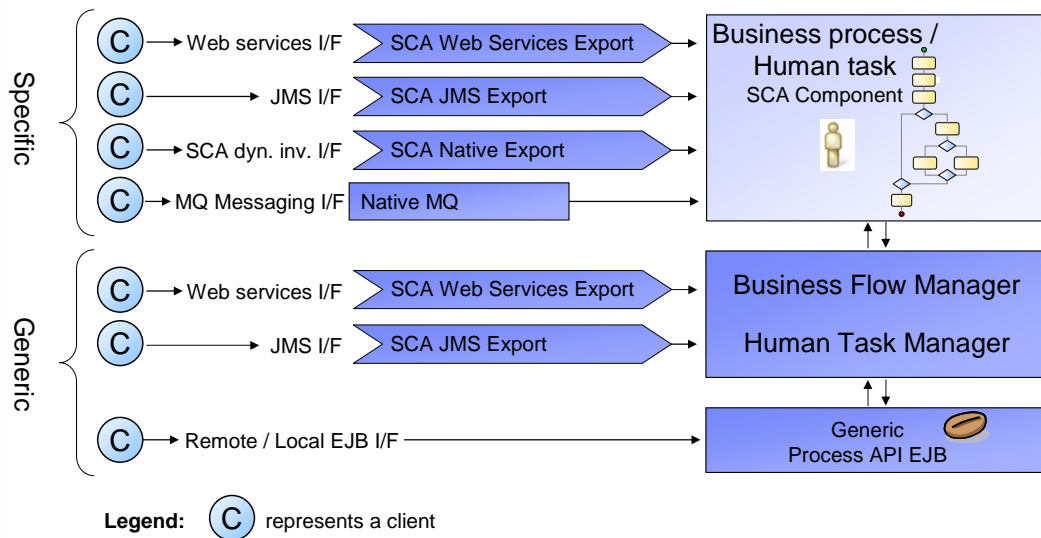 Specific
C
Web services I/F
SCA Web Services Export
C
JMS I/F
SCA JMS Export
C
SCA dyn. inv. I/F
SCA Native Export
C
MQ Messaging I/F
Native MQ
Business process /
Human task
SCA Component
Generic
C
Web services I/F
SCA Web Services Export
C
JMS I/F
SCA JMS Export
Business Flow Manager
Human Task Manager
C
Remote / Local EJB I/F
Generic
Process API EJB
Legend: C represents a client